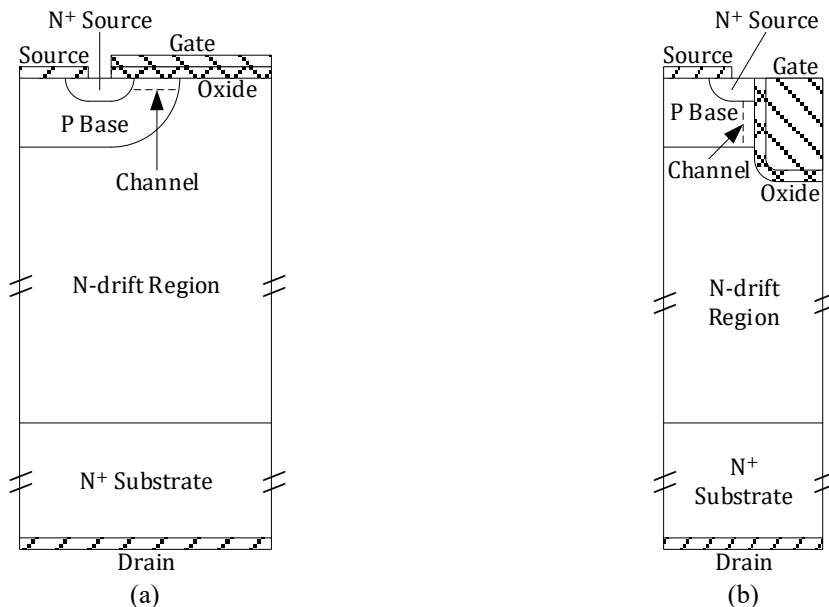 N+ Source
Source
Gate
Oxide
P Base
Channel
N-drift Region
N+ Substrate
Drain
(a)
N+ Source
Source
Gate
P Base
Channel
Oxide
N-drift
Region
N+
Substrate
Drain
(b)